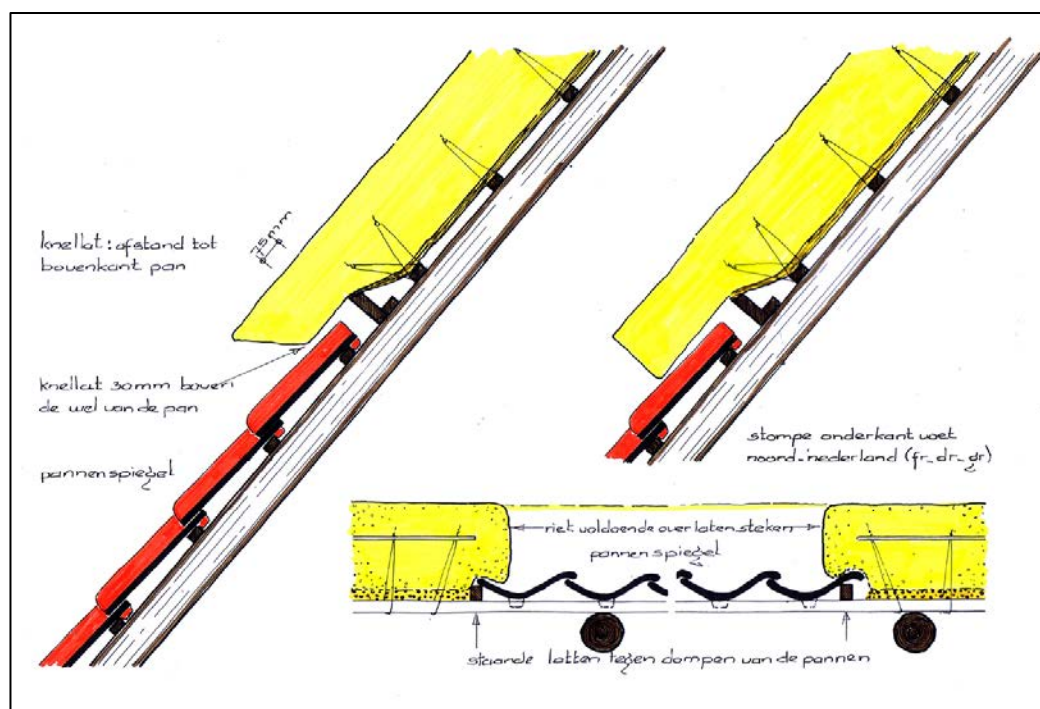 knellat: afstand tot
bovenkant pan
75mm
knellat 30mm boven
de wel van de pan
pannenspiegel
stompe onderkant voet
noord-nederland (fr-dr-gr)
riet voldoende over laten steken
pannenspiegel
staande latten tegen dampen van de pannen